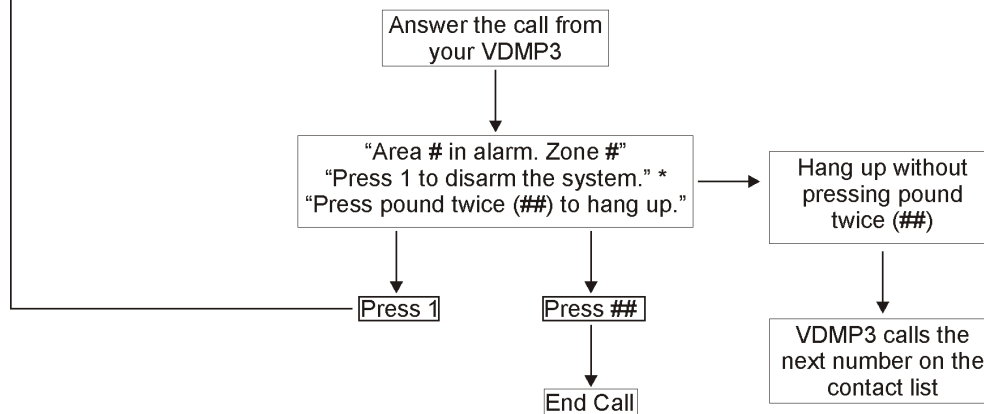 Answer the call from
your VDMP3
“Area # in alarm. Zone #”
“Press 1 to disarm the system.” *
“Press pound twice (##) to hang up.”
Hang up without
pressing pound
twice (##)
Press 1
Press ##
VDMP3 calls the
next number on the
contact list
End Call